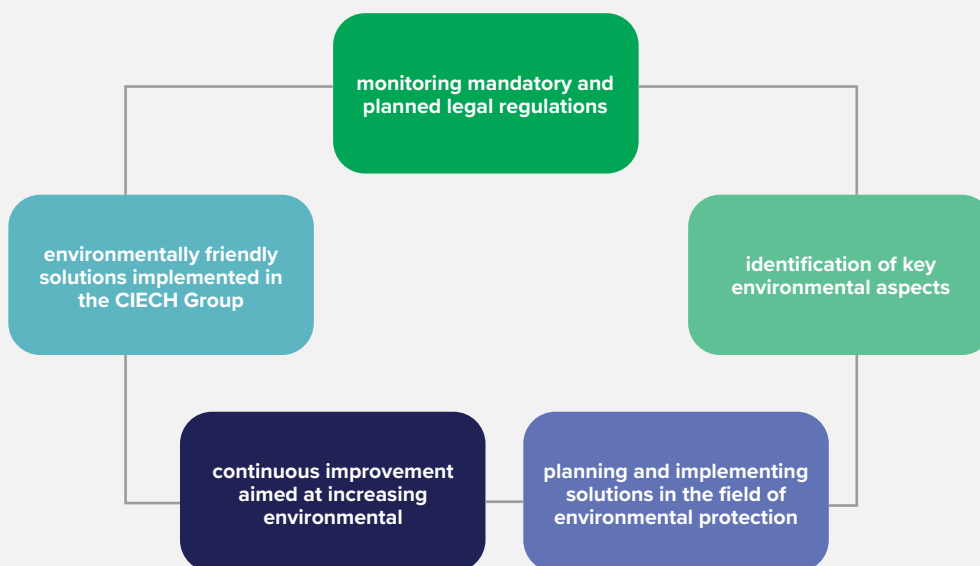 monitoring mandatory and
planned legal regulations
environmentally friendly
solutions implemented in
the CIECH Group
identification of key
environmental aspects
continuous improvement
aimed at increasing
environmental
planning and implementing
solutions in the field of
environmental protection